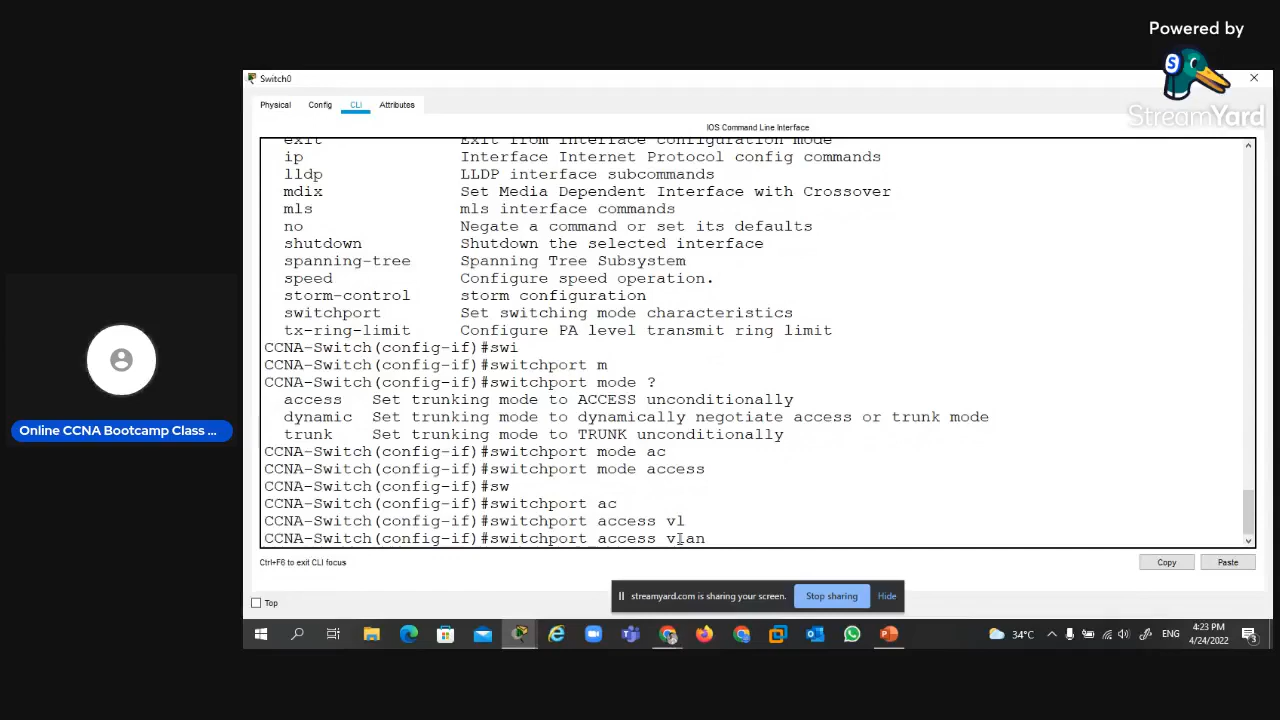 Powered by
StreamYard
Switch0
Physical Config CLI Attributes
IOS Command Line Interface
exit Exit from interface configuration mode
ip Interface Internet Protocol config commands
lldp LLDP interface subcommands
mdix Set Media Dependent Interface with Crossover
mls mls interface commands
no Negate a command or set its defaults
shutdown Shutdown the selected interface
spanning-tree Spanning Tree Subsystem
speed Configure speed operation.
storm-control storm configuration
switchport Set switching mode characteristics
tx-ring-limit Configure PA level transmit ring limit
CCNA-Switch(config-if)#swi
CCNA-Switch(config-if)#switchport m
CCNA-Switch(config-if)#switchport mode ?
access Set trunking mode to ACCESS unconditionally
dynamic Set trunking mode to dynamically negotiate access or trunk mode
trunk Set trunking mode to TRUNK unconditionally
CCNA-Switch(config-if)#switchport mode ac
CCNA-Switch(config-if)#switchport mode access
CCNA-Switch(config-if)#sw
CCNA-Switch(config-if)#switchport ac
CCNA-Switch(config-if)#switchport access vl
CCNA-Switch(config-if)#switchport access vlan
Ctrl+F6 to exit CLI focus
Copy Paste
Online CCNA Bootcamp Class ...
streamyard.com is sharing your screen. Stop sharing Hide
Top
34°C ENG 4:23 PM
4/24/2022 3